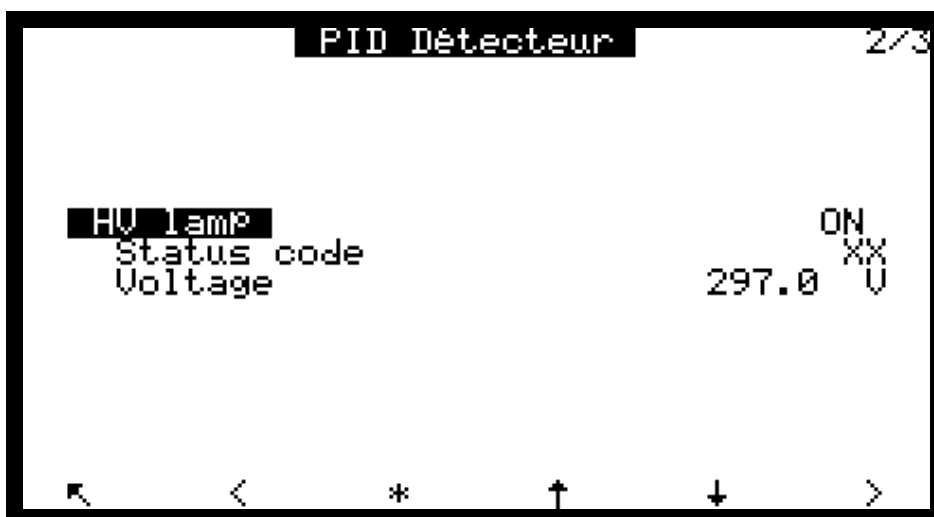 PID Détecteur 2/3
HV lamp ON
Status code XX
Voltage 297.0 V
↖ < * ↑ ↓ >